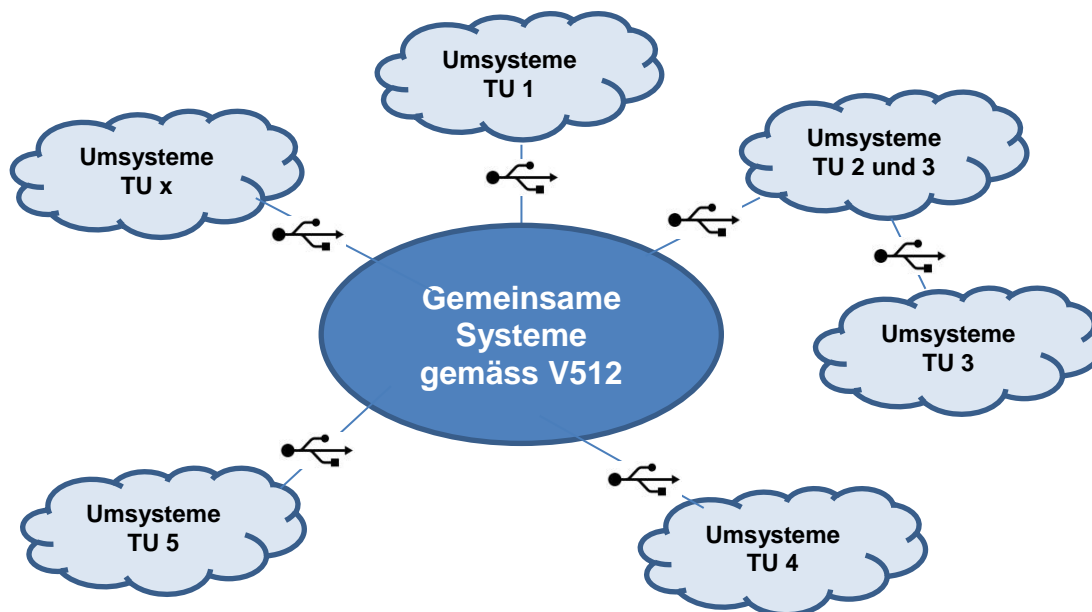 Umsysteme
TU 1
Umsysteme
TU x
Umsysteme
TU 2 und 3
Gemeinsame
Systeme
gemäss V512
Umsysteme
TU 3
Umsysteme
TU 5
Umsysteme
TU 4